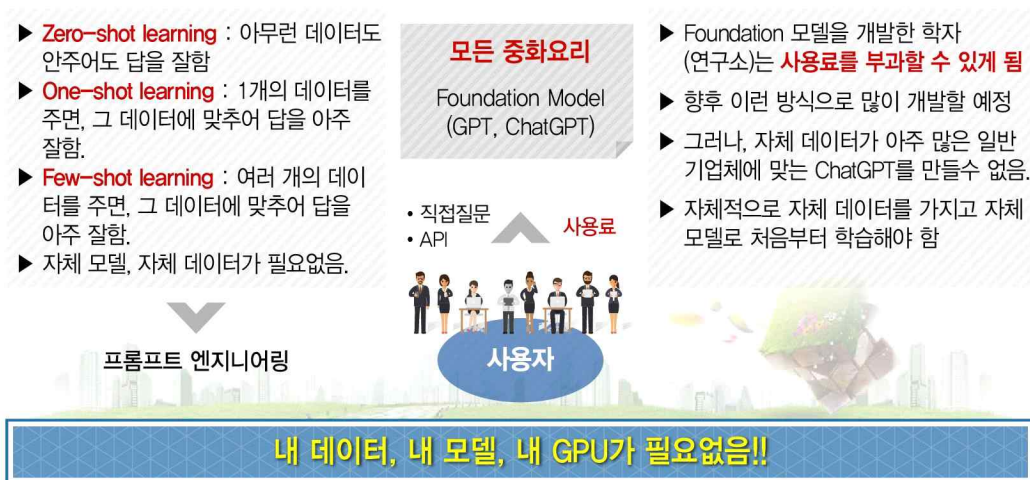 ▶ Zero-shot learning : 아무런 데이터도
안주어도 답을 잘함
▶ One-shot learning : 1개의 데이터를
주면, 그 데이터에 맞추어 답을 아주
잘함.
▶ Few-shot learning : 여러 개의 데이
터를 주면, 그 데이터에 맞추어 답을
아주 잘함.
▶ 자체 모델, 자체 데이터가 필요없음.
프롬프트 엔지니어링
모든 중화요리
Foundation Model
(GPT, ChatGPT)
• 직접질문
• API
사용료
사용자
▶ Foundation 모델을 개발한 학자
(연구소)는 사용료를 부과할 수 있게 됨
▶ 향후 이런 방식으로 많이 개발할 예정
▶ 그러나, 자체 데이터가 아주 많은 일반
기업체에 맞는 ChatGPT를 만들수 없음.
▶ 자체적으로 자체 데이터를 가지고 자체
모델로 처음부터 학습해야 함
내 데이터, 내 모델, 내 GPU가 필요없음!!